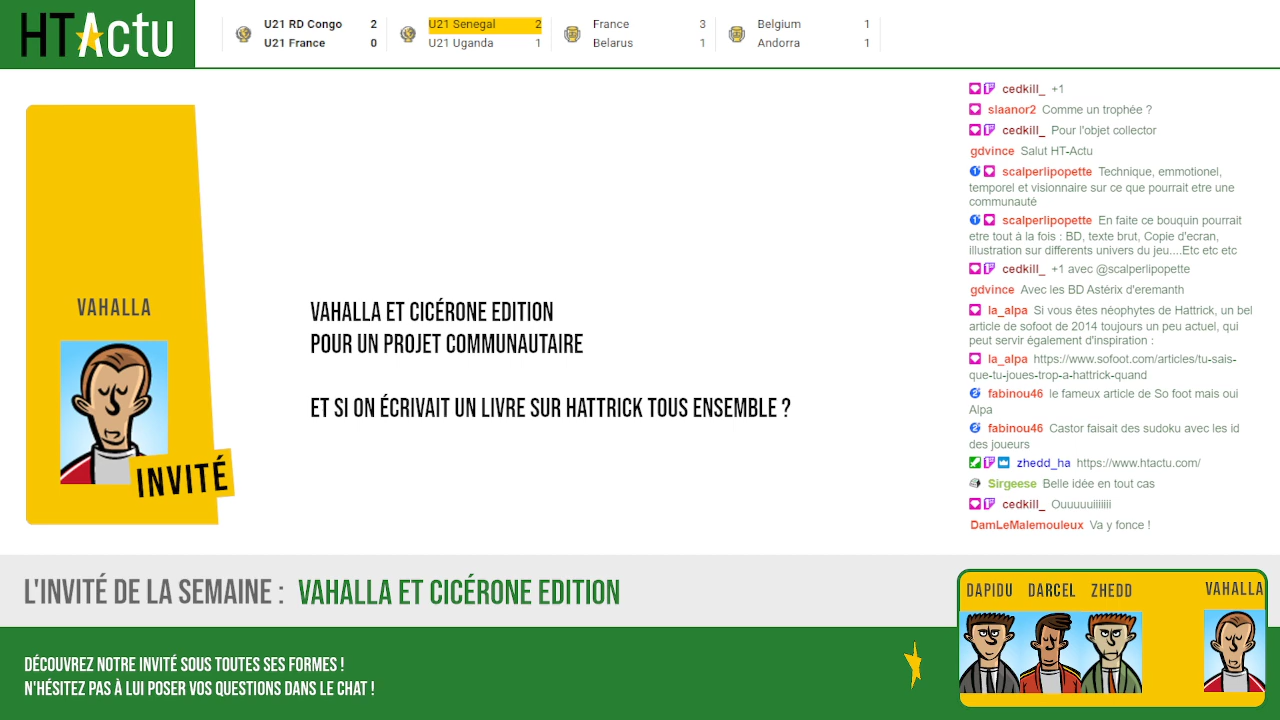 HTActu
U21 RD Congo 2
U21 France 0
U21 Senegal 2
U21 Uganda 1
France 3
Belarus 1
Belgium 1
Andorra 1
VAHALLA
INVITÉ
VAHALLA ET CICÉRONE EDITION
POUR UN PROJET COMMUNAUTAIRE
ET SI ON ÉCRIVAIT UN LIVRE SUR HATTRICK TOUS ENSEMBLE ?
cedkill_ +1
slaanor2 Comme un trophée ?
cedkill_ Pour l'objet collector
gdvince Salut HT-Actu
scalperlipopette Technique, emmotionel,
temporel et visionnaire sur ce que pourrait etre une
communauté
scalperlipopette En faite ce bouquin pourrait
etre tout à la fois : BD, texte brut, Copie d'ecran,
illustration sur differents univers du jeu....Etc etc etc
cedkill_ +1 avec @scalperlipopette
gdvince Avec les BD Astérix d'eremanth
la_alpa Si vous êtes néophytes de Hattrick, un bel
article de sofoot de 2014 toujours un peu actuel, qui
peut servir également d'inspiration :
la_alpa https://www.sofoot.com/articles/tu-sais-
que-tu-joues-trop-a-hattrick-quand
fabinou46 le fameux article de So foot mais oui
Alpa
fabinou46 Castor faisait des sudoku avec les id
des joueurs
zhedd_ha https://www.htactu.com/
Sirgeese Belle idée en tout cas
cedkill_ Ouuuuuiiiiiii
DamLeMalemouleux Va y fonce !
L'INVITÉ DE LA SEMAINE : VAHALLA ET CICÉRONE EDITION
DÉCOUVREZ NOTRE INVITÉ SOUS TOUTES SES FORMES !
N'HÉSITEZ PAS À LUI POSER VOS QUESTIONS DANS LE CHAT !
DAPIDU DARCEL ZHEDD VAHALLA